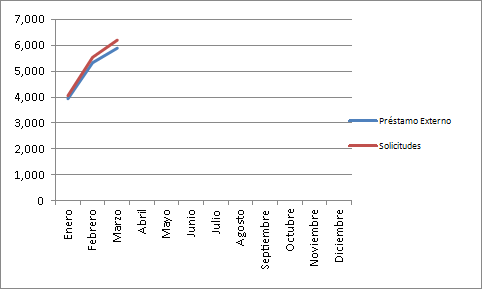 7,000
6,000
5,000
4,000
3,000
2,000
1,000
0
Enero
Febrero
Marzo
Abril
Mayo
Junio
Julio
Agosto
Septiembre
Octubre
Noviembre
Diciembre
Préstamo Externo
Solicitudes